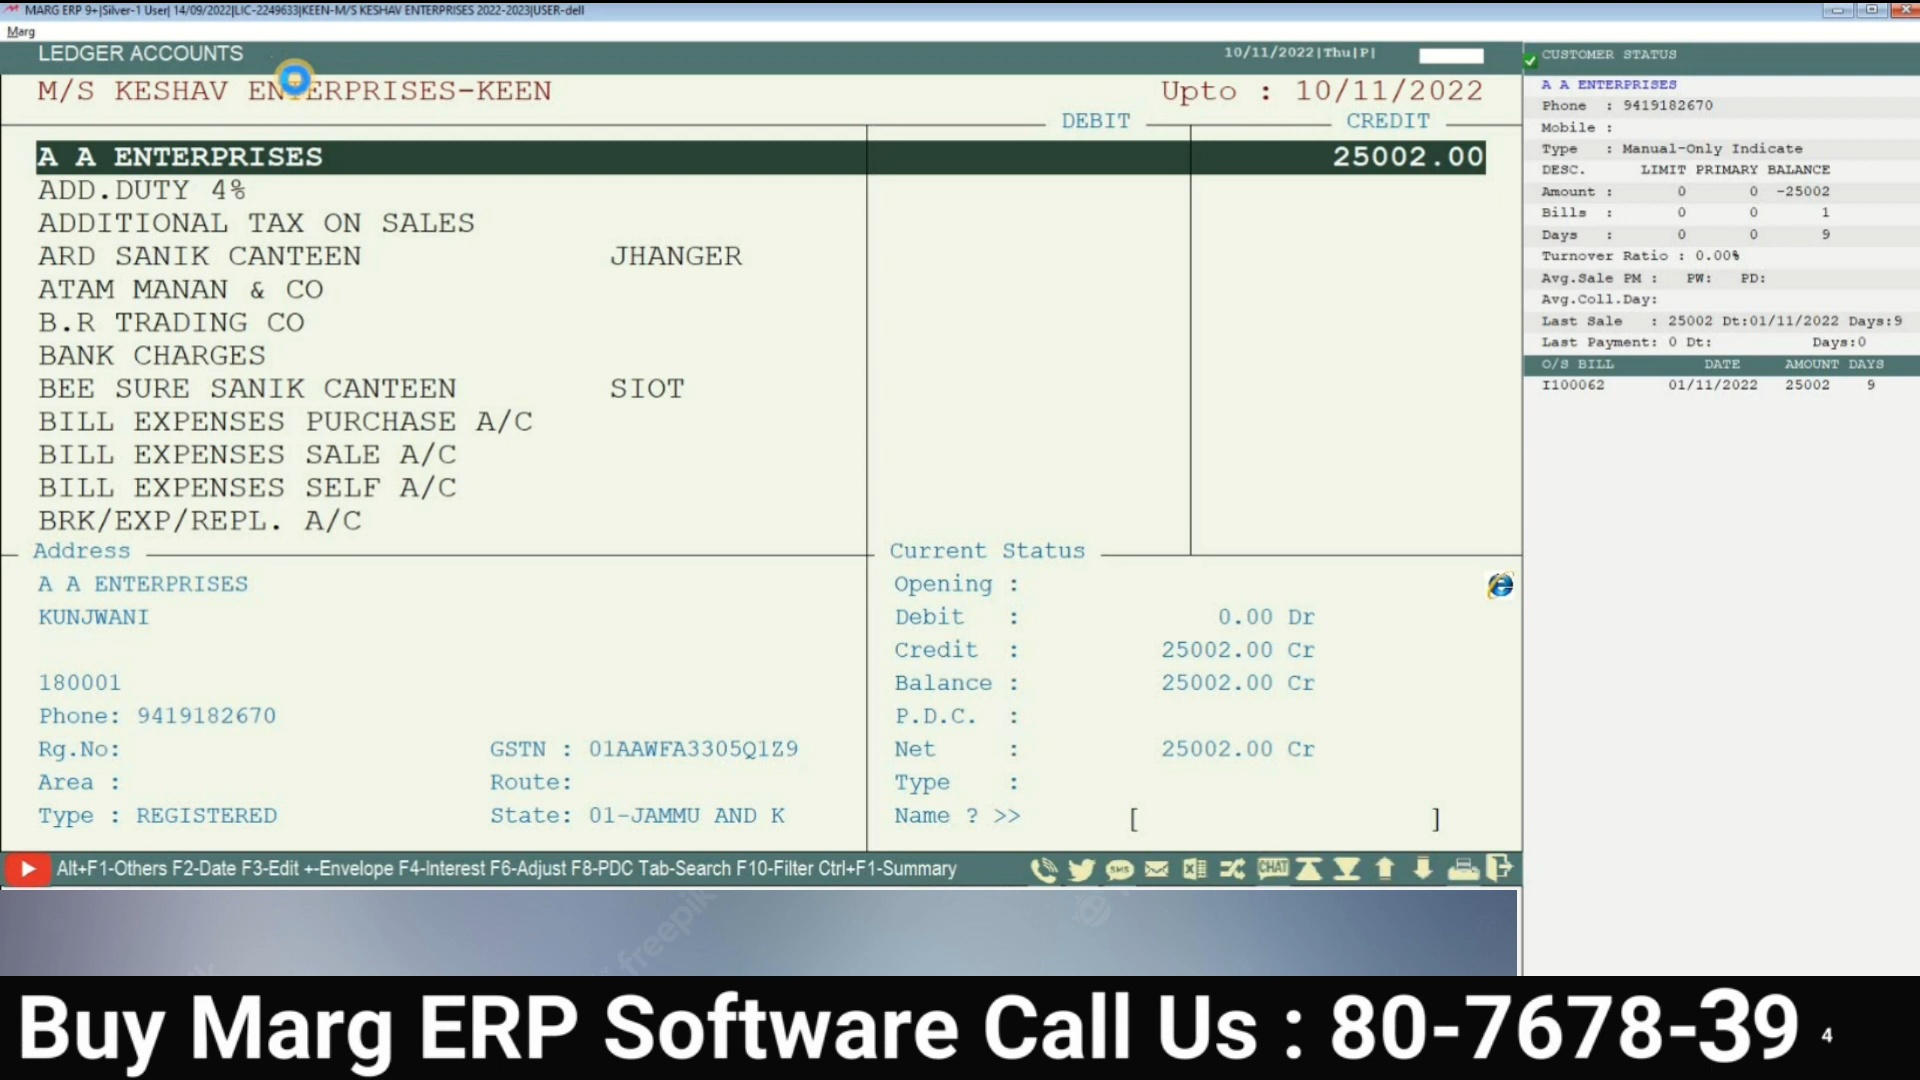 MARG ERP 9+|Silver-1 User| 14/09/2022|LIC-2249633|KEEN-M/S KESHAV ENTERPRISES 2022-2023|USER-dell
Marg
LEDGER ACCOUNTS 10/11/2022|Thu|P|
M/S KESHAV ENTERPRISES-KEEN Upto : 10/11/2022
DEBIT CREDIT
A A ENTERPRISES 25002.00
ADD.DUTY 4%
ADDITIONAL TAX ON SALES
ARD SANIK CANTEEN JHANGER
ATAM MANAN & CO
B.R TRADING CO
BANK CHARGES
BEE SURE SANIK CANTEEN SIOT
BILL EXPENSES PURCHASE A/C
BILL EXPENSES SALE A/C
BILL EXPENSES SELF A/C
BRK/EXP/REPL. A/C
Address
A A ENTERPRISES
KUNJWANI
180001
Phone: 9419182670
Rg.No: GSTN : 01AAWFA3305Q1Z9
Area : Route:
Type : REGISTERED State: 01-JAMMU AND K
Current Status
Opening :
Debit : 0.00 Dr
Credit : 25002.00 Cr
Balance : 25002.00 Cr
P.D.C. :
Net : 25002.00 Cr
Type :
Name ? >> [ ]
Alt+F1-Others F2-Date F3-Edit +-Envelope F4-Interest F6-Adjust F8-PDC Tab-Search F10-Filter Ctrl+F1-Summary
SMS
CHAT
CUSTOMER STATUS
A A ENTERPRISES
Phone : 9419182670
Mobile :
Type : Manual-Only Indicate
DESC. LIMIT PRIMARY BALANCE
Amount : 0 0 -25002
Bills : 0 0 1
Days : 0 0 9
Turnover Ratio : 0.00%
Avg.Sale PM : PW: PD:
Avg.Coll.Day:
Last Sale : 25002 Dt:01/11/2022 Days:9
Last Payment: 0 Dt: Days:0
O/S BILL DATE AMOUNT DAYS
I100062 01/11/2022 25002 9
freepik
Buy Marg ERP Software Call Us : 80-7678-39 4